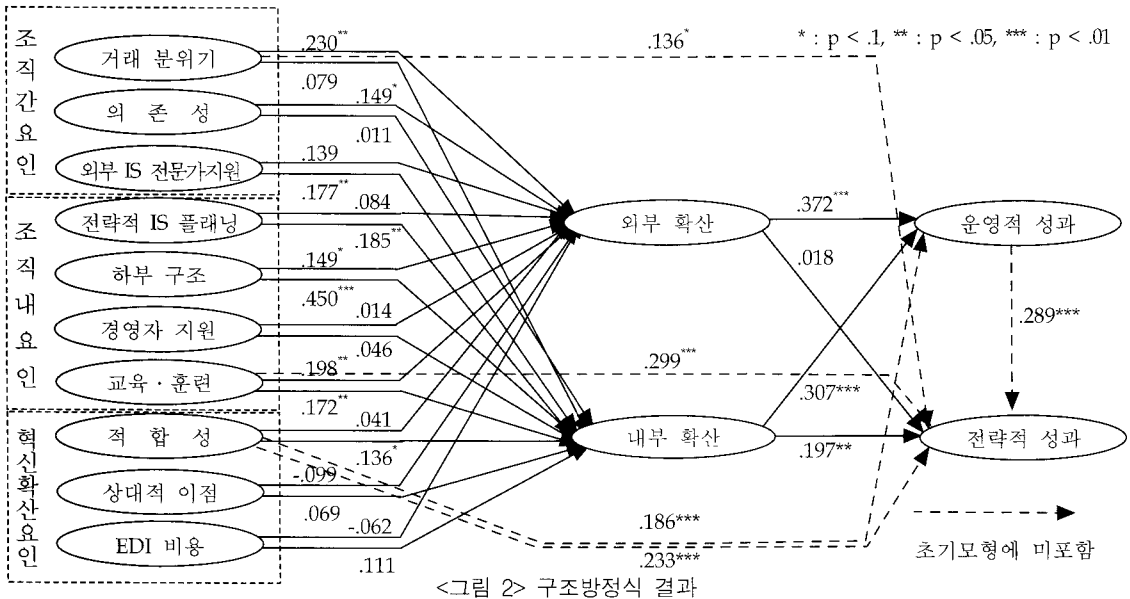 조직간요인
거래 분위기
의 존 성
외부 IS 전문가지원
조직내요인
전략적 IS 플래닝
하부 구조
경영자 지원
교육·훈련
혁신확산요인
적 합 성
상대적 이점
EDI 비용
.230**
.079
.149*
.011
.139
.177**
.084
.185**
.149*
.450***
.014
.046
.198**
.172**
.041
.136*
-.099
.069
-.062
.111
외부 확산
내부 확산
.136*
* : p < .1, ** : p < .05, *** : p < .01
.372***
.018
.299***
.307***
.197**
.186***
.233***
운영적 성과
.289***
전략적 성과
초기모형에 미포함
<그림 2> 구조방정식 결과